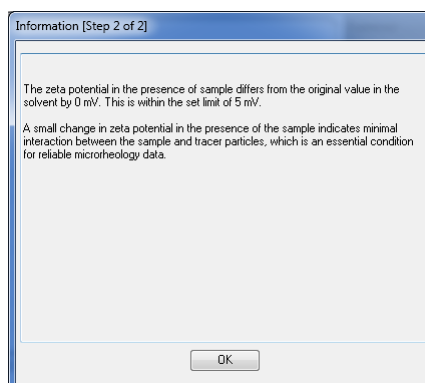 Information [Step 2 of 2]
The zeta potential in the presence of sample differs from the original value in the
solvent by 0 mV. This is within the set limit of 5 mV.
A small change in zeta potential in the presence of the sample indicates minimal
interaction between the sample and tracer particles, which is an essential condition
for reliable microrheology data.
OK